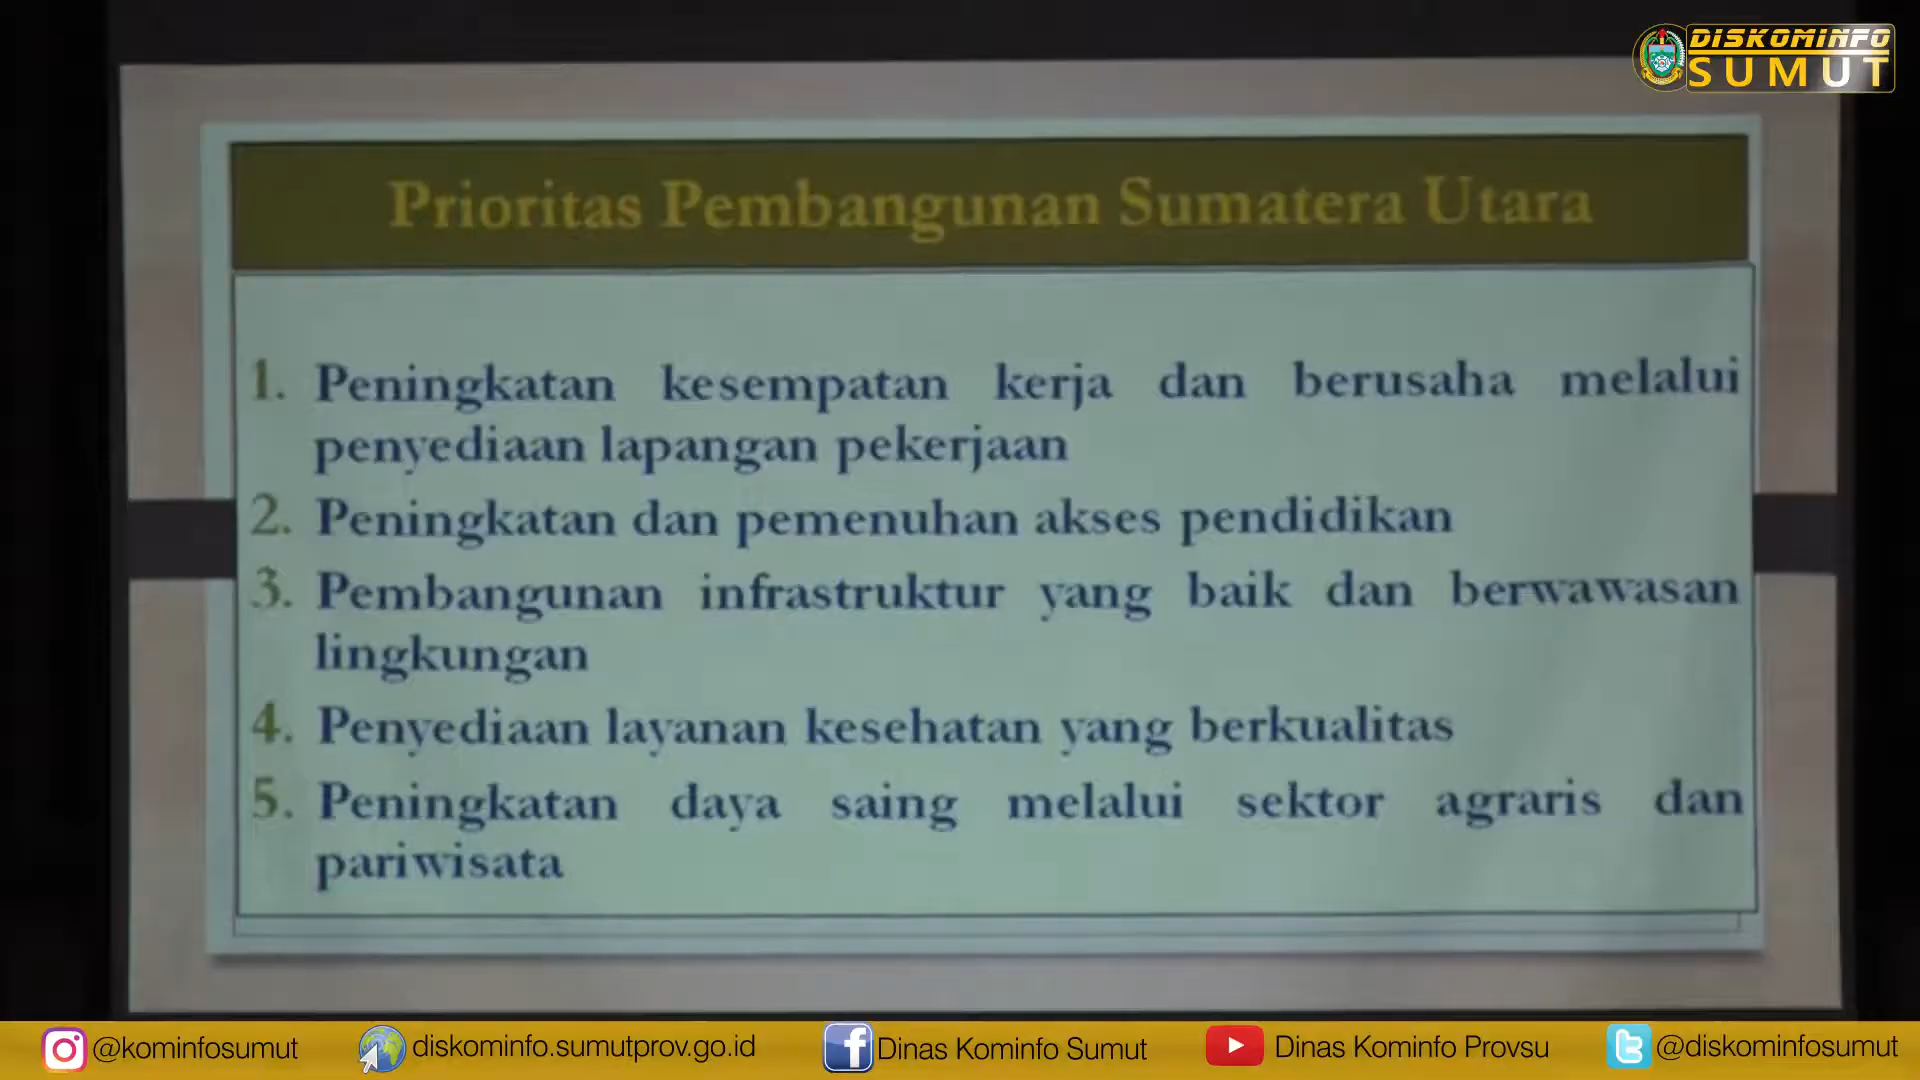 DISKOMINFO
SUMUT
Prioritas Pembangunan Sumatera Utara
1. Peningkatan kesempatan kerja dan berusaha melalui
penyediaan lapangan pekerjaan
2. Peningkatan dan pemenuhan akses pendidikan
3. Pembangunan infrastruktur yang baik dan berwawasan
lingkungan
4. Penyediaan layanan kesehatan yang berkualitas
5. Peningkatan daya saing melalui sektor agraris dan
pariwisata
@kominfosumut diskominfo.sumutprov.go.id Dinas Kominfo Sumut Dinas Kominfo Provsu @diskominfosumut